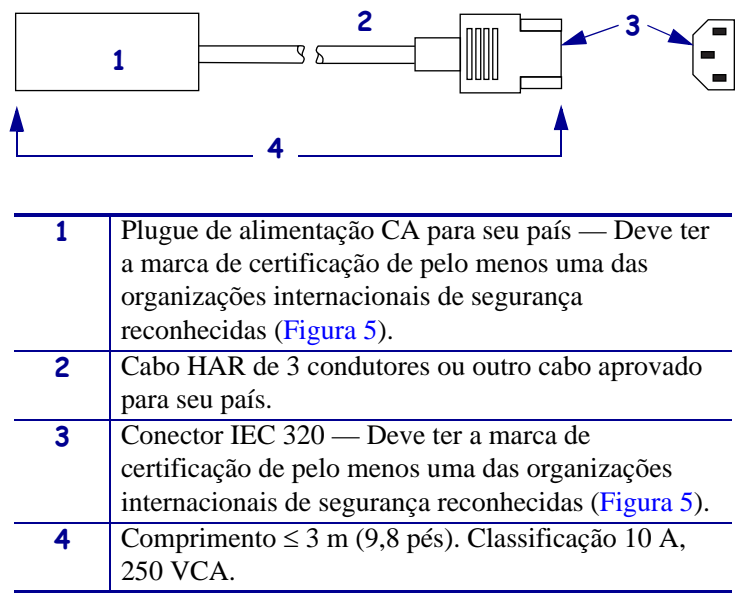 2
3
1
4
1 Plugue de alimentação CA para seu país — Deve ter
a marca de certificação de pelo menos uma das
organizações internacionais de segurança
reconhecidas (Figura 5).
2 Cabo HAR de 3 condutores ou outro cabo aprovado
para seu país.
3 Conector IEC 320 — Deve ter a marca de
certificação de pelo menos uma das organizações
internacionais de segurança reconhecidas (Figura 5).
4 Comprimento ≤ 3 m (9,8 pés). Classificação 10 A,
250 VCA.